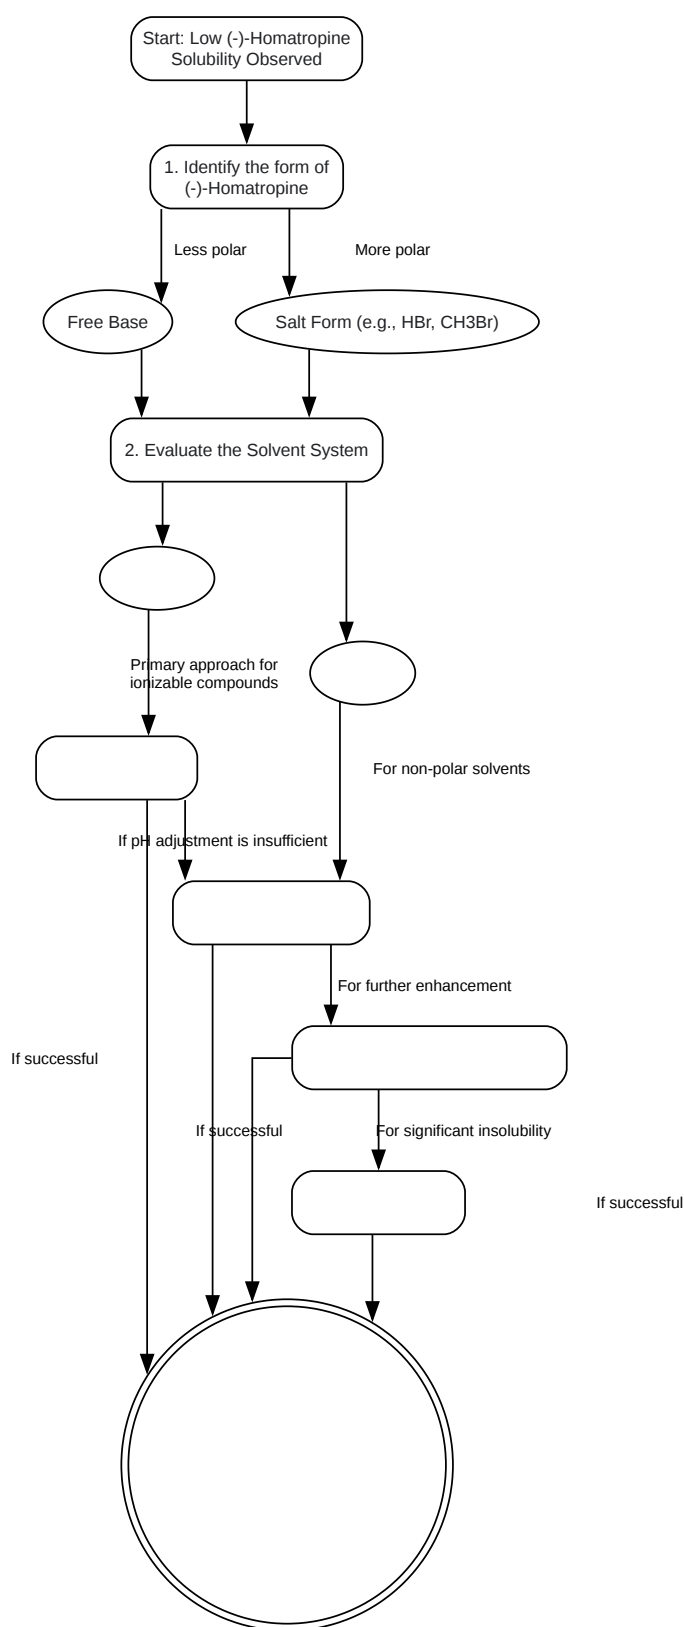 Start: Low (-)-Homatropine
Solubility Observed
1. Identify the form of
(-)-Homatropine
Less polar
More polar
Free Base
Salt Form (e.g., HBr, CH3Br)
2. Evaluate the Solvent System
Primary approach for
ionizable compounds
For non-polar solvents
If pH adjustment is insufficient
For further enhancement
If successful
If successful
For significant insolubility
If successful